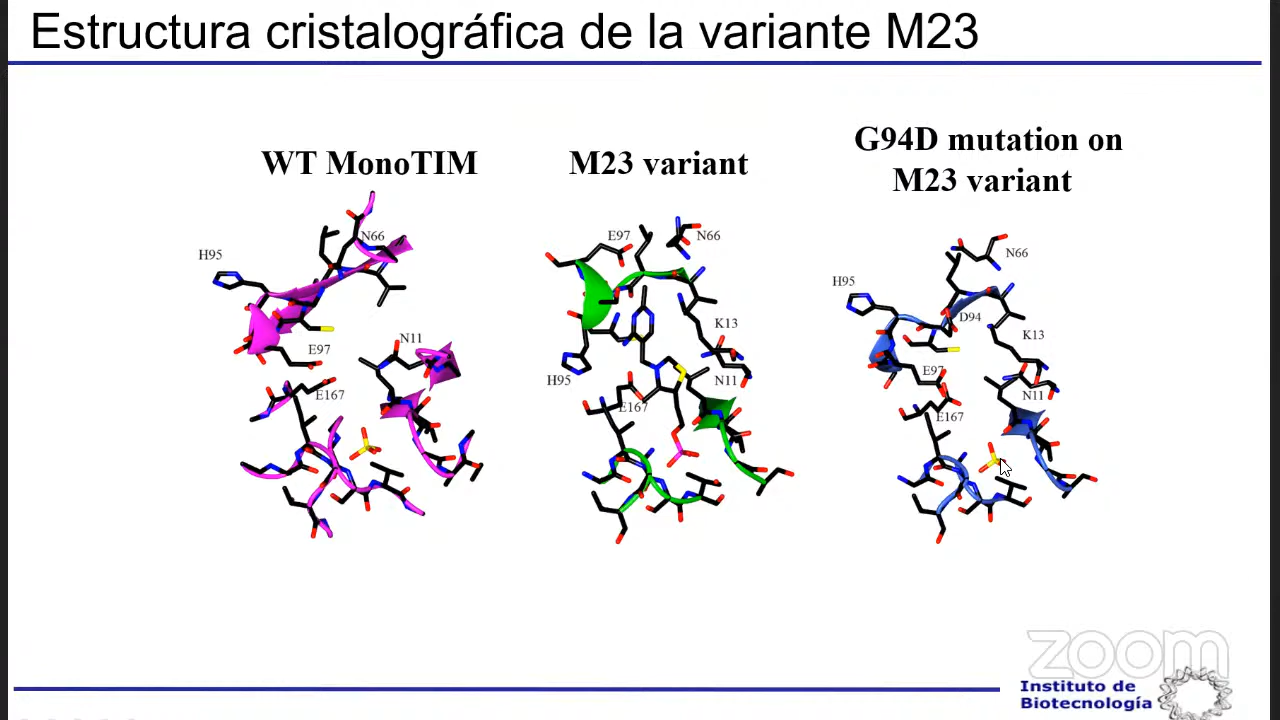 Estructura cristalográfica de la variante M23
WT MonoTIM
M23 variant
G94D mutation on
M23 variant
N66
H95
N11
E97
E167
E97
N66
K13
H95
N11
E167
N66
H95
D94
K13
E97
N11
E167
zoom
Instituto de
Biotecnología